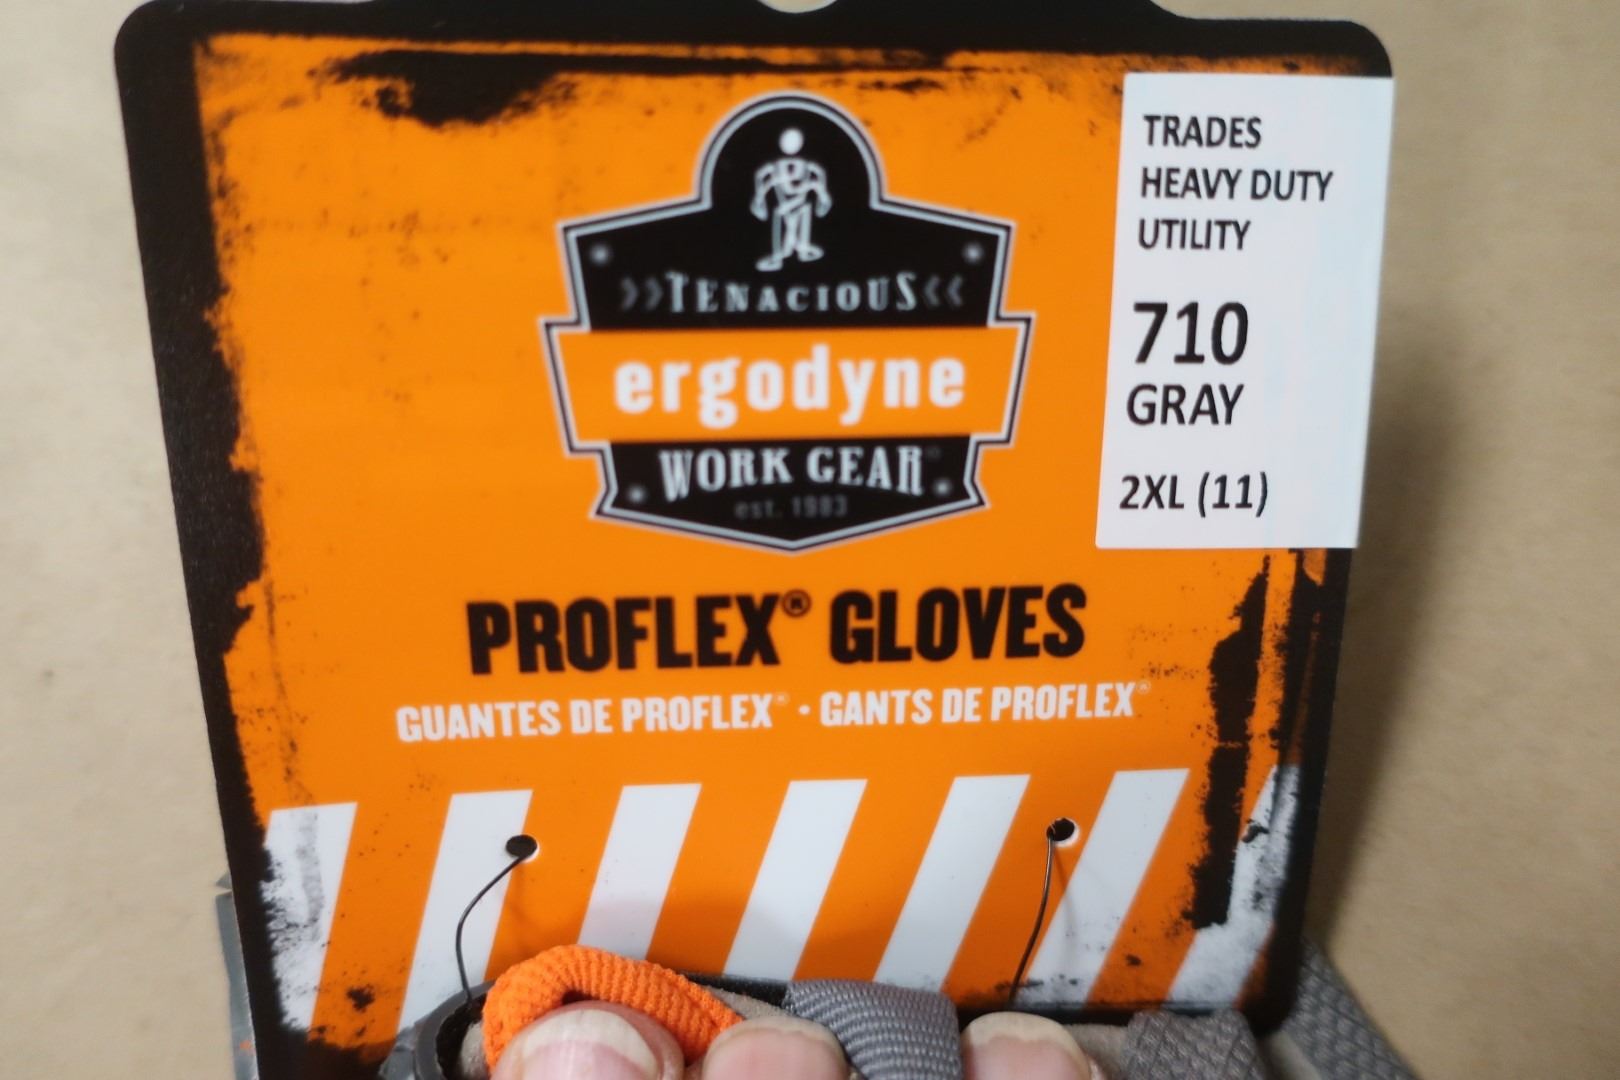 TRADES
HEAVY DUTY
UTILITY
710
GRAY
2XL (11)
»TENACIOUS«
ergodyne
WORK GEAR
est. 1983
PROFLEX® GLOVES
GUANTES DE PROFLEX® · GANTS DE PROFLEX®